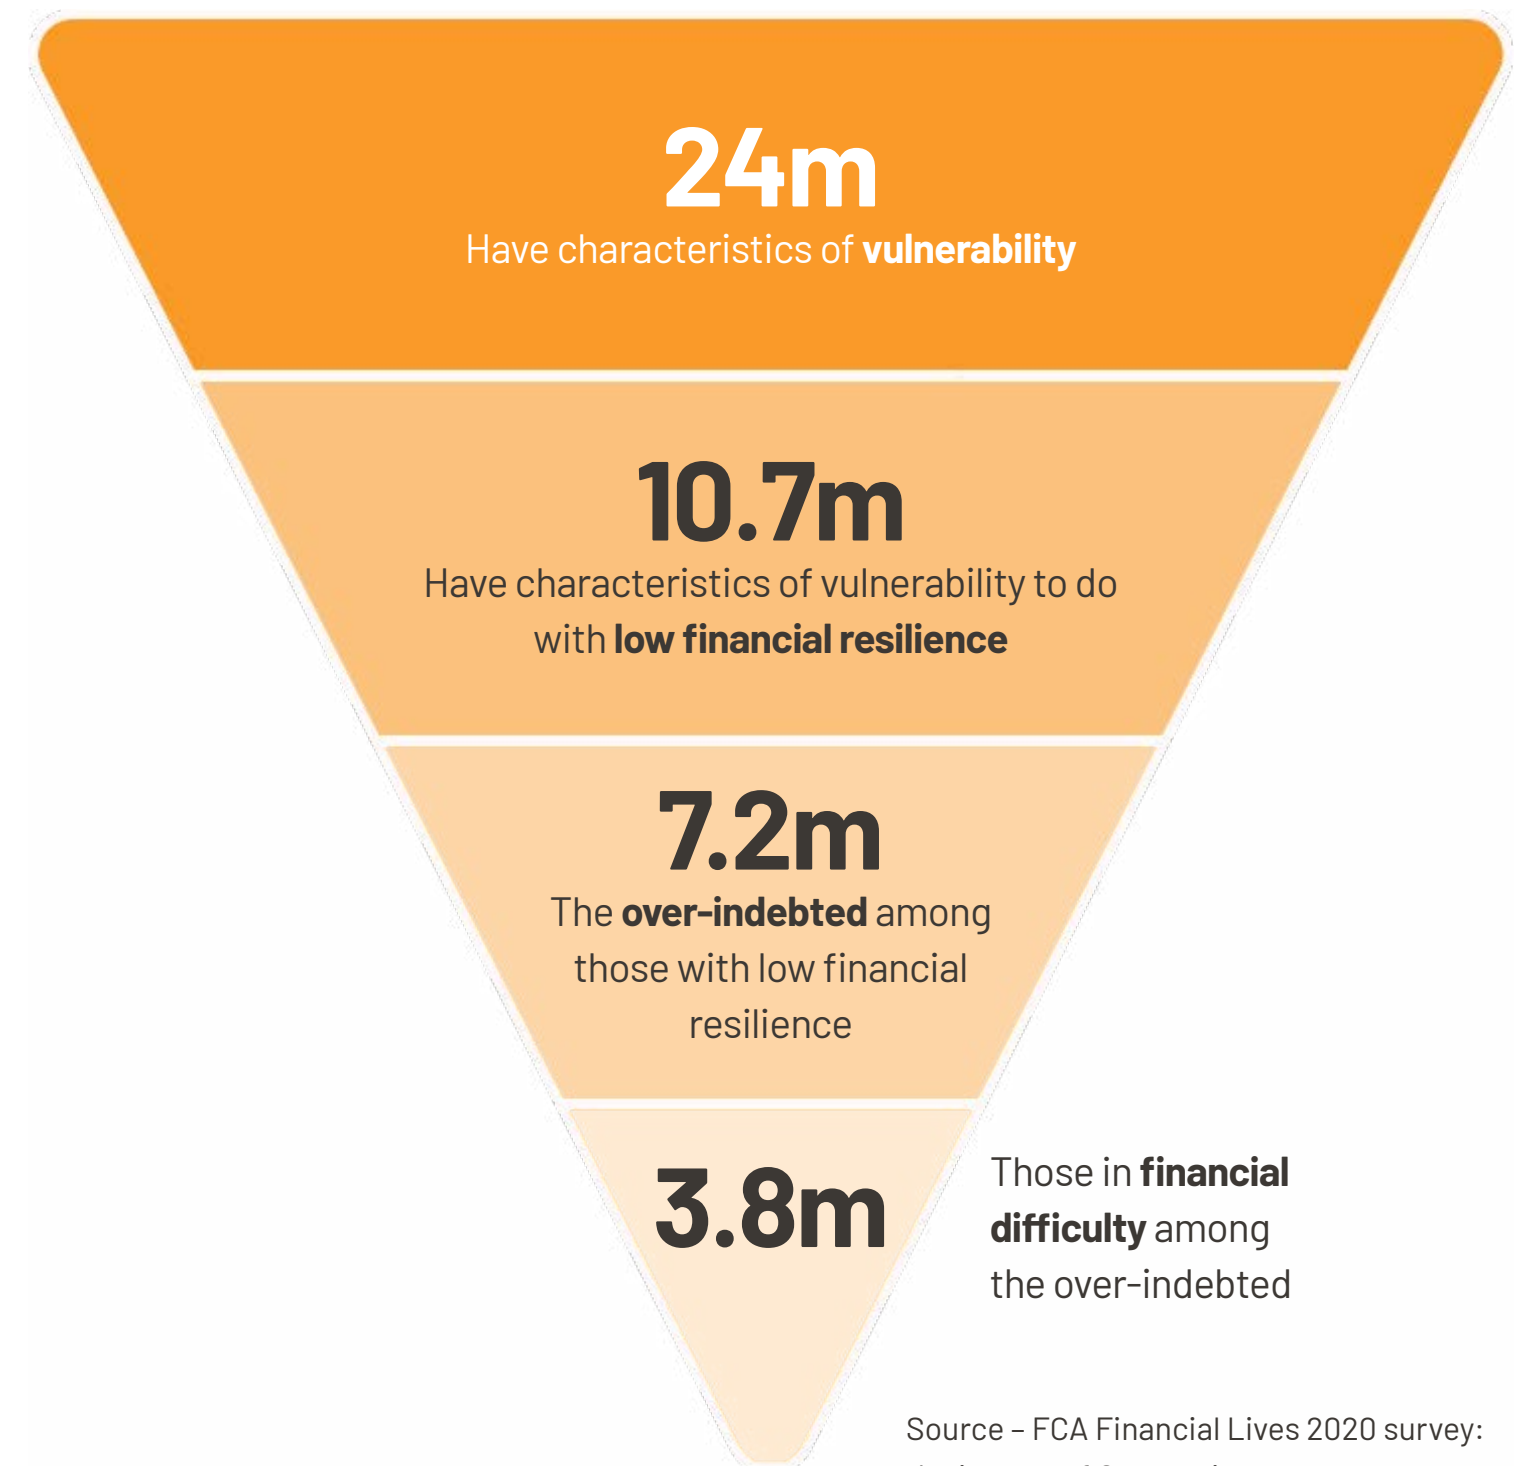 24m
Have characteristics of vulnerability
10.7m
Have characteristics of vulnerability to do
with low financial resilience
7.2m
The over-indebted among
those with low financial
resilience
3.8m
Those in financial
difficulty among
the over-indebted
Source – FCA Financial Lives 2020 survey: